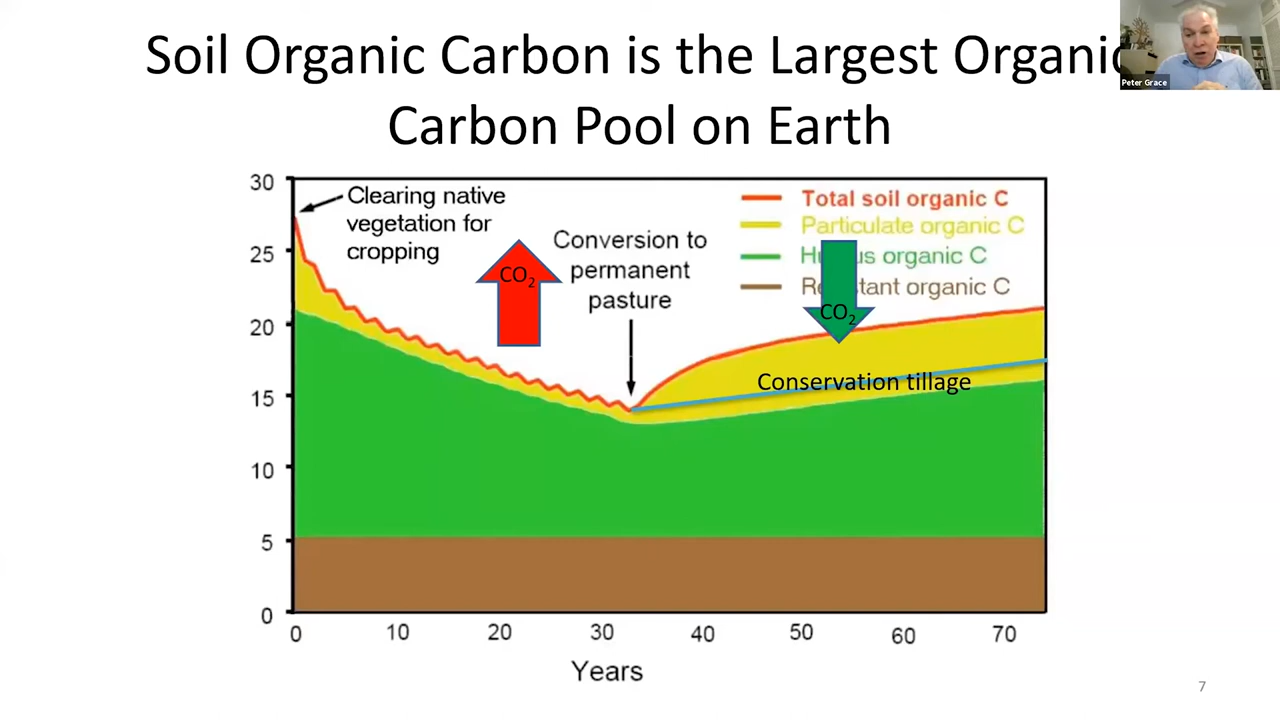 Soil Organic Carbon is the Largest Organic
Carbon Pool on Earth
Peter Grace
30
25
20
15
10
5
0
Clearing native
vegetation for
cropping
CO2
Conversion to
permanent
pasture
Total soil organic C
Particulate organic C
organic C
organic C
CO2
Conservation tillage
0
10
20
30
40
50
60
70
Years
7